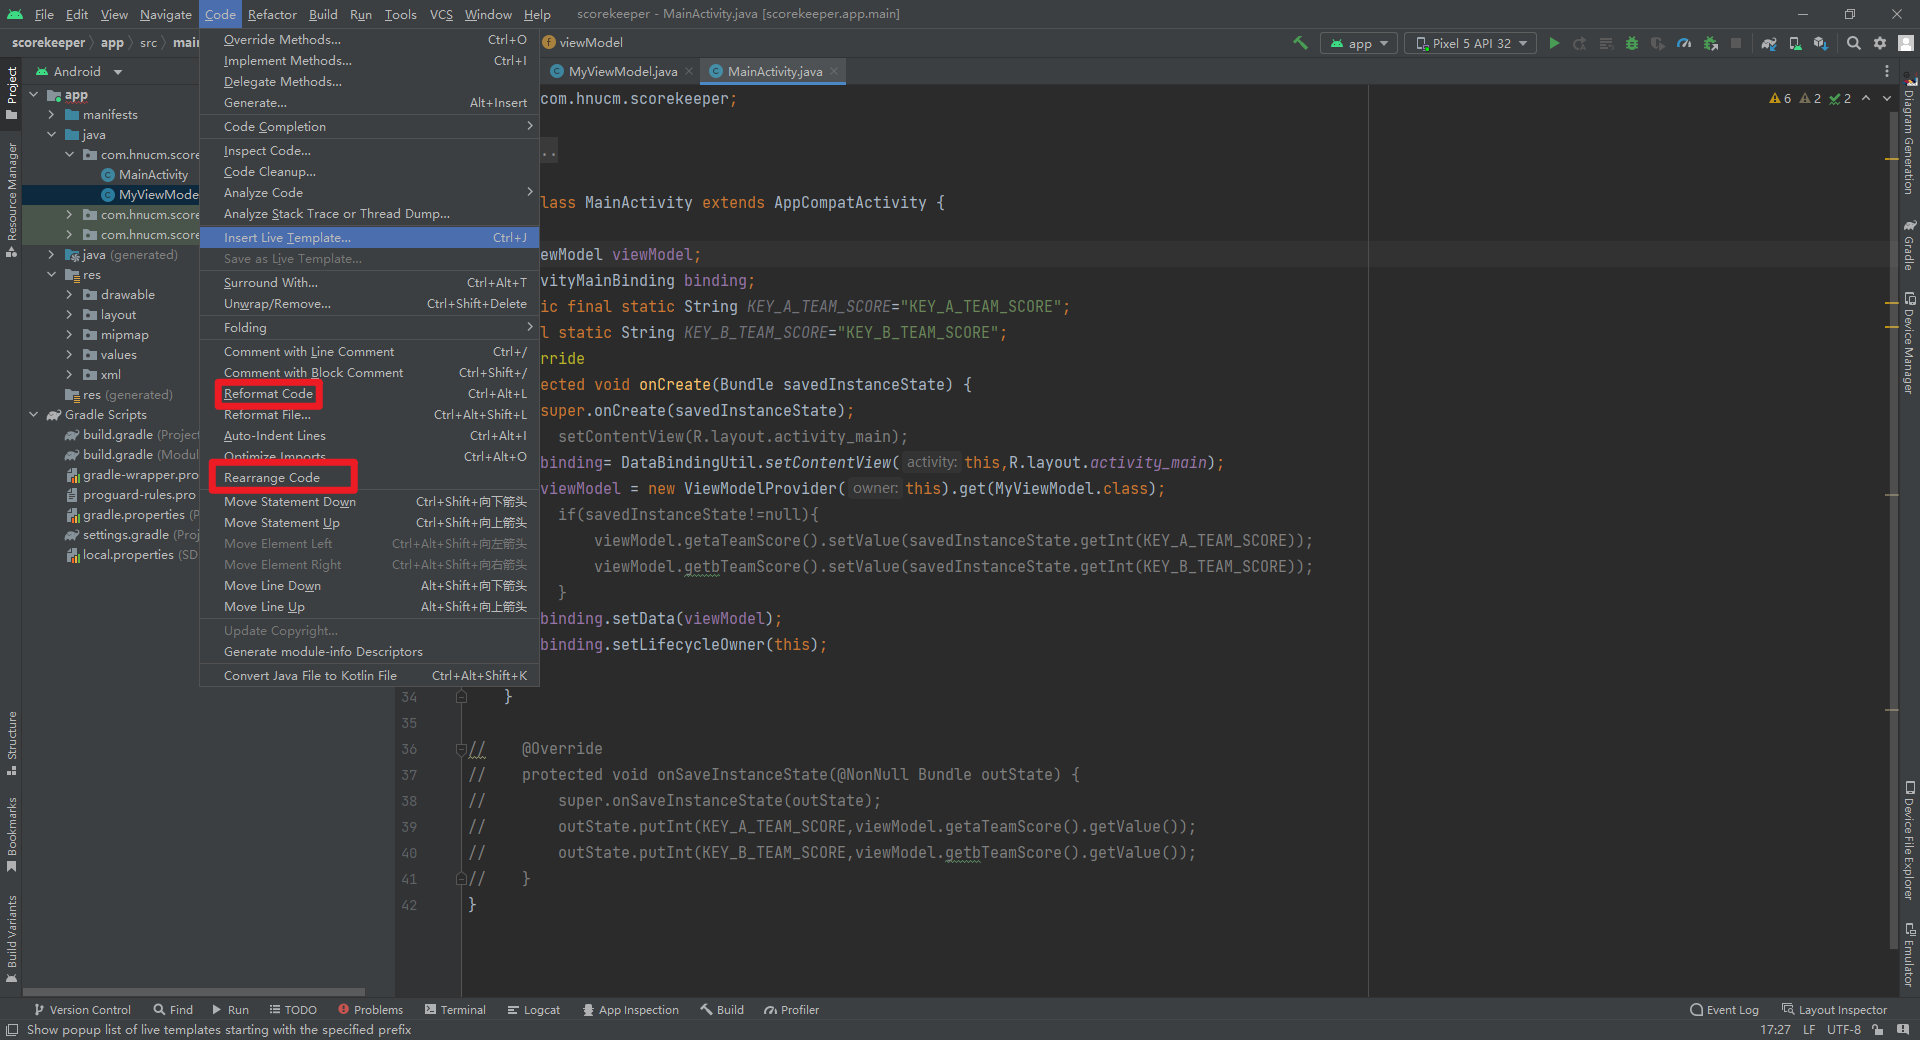 File Edit View Navigate Code Refactor Build Run Tools VCS Window Help scorekeeper - MainActivity.java [scorekeeper.app.main]
scorekeeper app src main viewModel app Pixel 5 API 32
Android MyViewModel.java MainActivity.java
Project
Resource Manager
Structure
Bookmarks
Build Variants
app
manifests
java
com.hnucm.score
MainActivity
MyViewMode
com.hnucm.score
com.hnucm.score
java (generated)
res
drawable
layout
mipmap
values
xml
res (generated)
Gradle Scripts
build.gradle (Project
build.gradle (Modul
gradle-wrapper.pro
proguard-rules.pro
gradle.properties (P
settings.gradle (Proj
local.properties (SD
Override Methods... Ctrl+O
Implement Methods... Ctrl+I
Delegate Methods...
Generate... Alt+Insert
Code Completion
Inspect Code...
Code Cleanup...
Analyze Code
Analyze Stack Trace or Thread Dump...
Insert Live Template... Ctrl+J
Save as Live Template...
Surround With... Ctrl+Alt+T
Unwrap/Remove... Ctrl+Shift+Delete
Folding
Comment with Line Comment Ctrl+/
Comment with Block Comment Ctrl+Shift+/
Reformat Code Ctrl+Alt+L
Reformat File... Ctrl+Alt+Shift+L
Auto-Indent Lines Ctrl+Alt+I
Optimize Imports Ctrl+Alt+O
Rearrange Code
Move Statement Down Ctrl+Shift+向下箭头
Move Statement Up Ctrl+Shift+向上箭头
Move Element Left Ctrl+Alt+Shift+向左箭头
Move Element Right Ctrl+Alt+Shift+向右箭头
Move Line Down Alt+Shift+向下箭头
Move Line Up Alt+Shift+向上箭头
Update Copyright...
Generate module-info Descriptors
Convert Java File to Kotlin File Ctrl+Alt+Shift+K
com.hnucm.scorekeeper;
6 2 2
..
lass MainActivity extends AppCompatActivity {
ewModel viewModel;
vityMainBinding binding;
ic final static String KEY_A_TEAM_SCORE="KEY_A_TEAM_SCORE";
l static String KEY_B_TEAM_SCORE="KEY_B_TEAM_SCORE";
rride
ected void onCreate(Bundle savedInstanceState) {
super.onCreate(savedInstanceState);
setContentView(R.layout.activity_main);
binding= DataBindingUtil.setContentView( activity: this,R.layout.activity_main);
viewModel = new ViewModelProvider( owner: this).get(MyViewModel.class);
if(savedInstanceState!=null){
viewModel.getaTeamScore().setValue(savedInstanceState.getInt(KEY_A_TEAM_SCORE));
viewModel.getbTeamScore().setValue(savedInstanceState.getInt(KEY_B_TEAM_SCORE));
}
binding.setData(viewModel);
binding.setLifecycleOwner(this);
34 }
35
36 // @Override
37 // protected void onSaveInstanceState(@NonNull Bundle outState) {
38 // super.onSaveInstanceState(outState);
39 // outState.putInt(KEY_A_TEAM_SCORE,viewModel.getaTeamScore().getValue());
40 // outState.putInt(KEY_B_TEAM_SCORE,viewModel.getbTeamScore().getValue());
41 // }
42 }
Diagram Generation
Gradle
Device Manager
Device File Explorer
Emulator
Version Control Find Run TODO Problems Terminal Logcat App Inspection Build Profiler Event Log Layout Inspector
Show popup list of live templates starting with the specified prefix 17:27 LF UTF-8